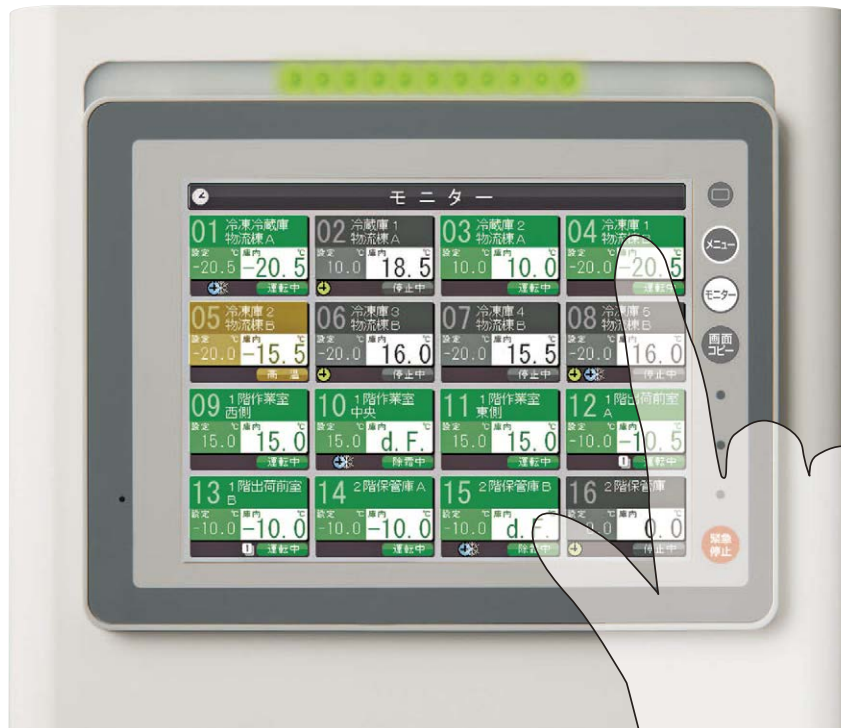 モニター
01 冷凍冷蔵庫
物流棟A
設定 ℃ 庫内 ℃
-20.5 -20.5
運転中
02 冷蔵庫1
物流棟A
設定 ℃ 庫内 ℃
10.0 18.5
停止中
03 冷蔵庫2
物流棟A
設定 ℃ 庫内 ℃
10.0 10.0
運転中
04 冷凍庫1
物流棟B
設定 ℃ 庫内 ℃
-20.0 -20.5
運転中
05 冷凍庫2
物流棟B
設定 ℃ 庫内 ℃
-20.0 -15.5
高温
06 冷凍庫3
物流棟B
設定 ℃ 庫内 ℃
-20.0 16.0
停止中
07 冷凍庫4
物流棟B
設定 ℃ 庫内 ℃
-20.0 15.5
停止中
08 冷凍庫5
物流棟B
設定 ℃ 庫内 ℃
-20.0 16.0
停止中
09 1階作業室
西側
設定 ℃ 庫内 ℃
15.0 15.0
運転中
10 1階作業室
中央
設定 ℃ 庫内 ℃
15.0 d.F.
除霜中
11 1階作業室
東側
設定 ℃ 庫内 ℃
15.0 15.0
運転中
12 1階出荷前室
A
設定 ℃ 庫内 ℃
-10.0 -10.5
1 運転中
13 1階出荷前室
B
設定 ℃ 庫内 ℃
-10.0 -10.0
1 運転中
14 2階保管庫A
設定 ℃ 庫内 ℃
-10.0 -10.0
運転中
15 2階保管庫B
設定 ℃ 庫内 ℃
-10.0 d.F.
除霜中
16 2階保管庫
設定 ℃ 庫内 ℃
0.0
停止中
メニュー
モニター
画面
コピー
緊急
停止